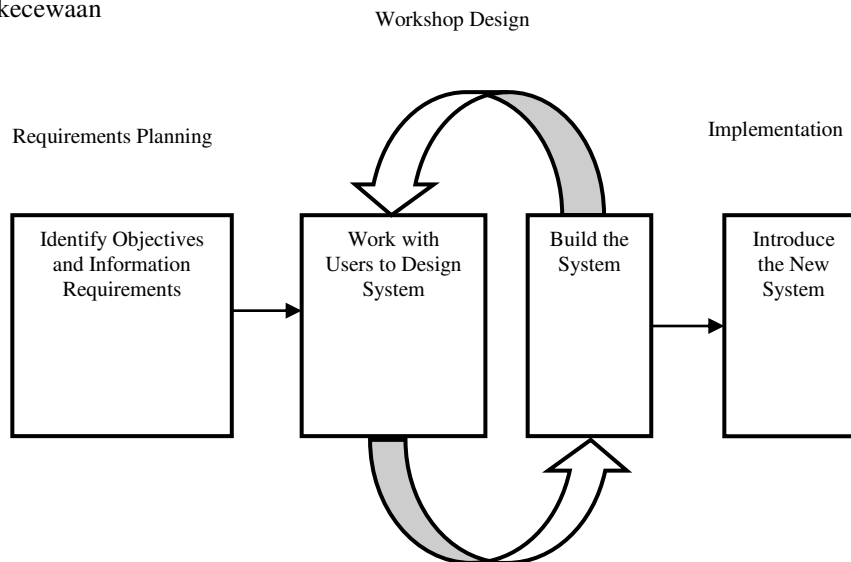 kecewaan
Workshop Design
Requirements Planning
Implementation
Identify Objectives
and Information
Requirements
Work with
Users to Design
System
Build the
System
Introduce
the New
System